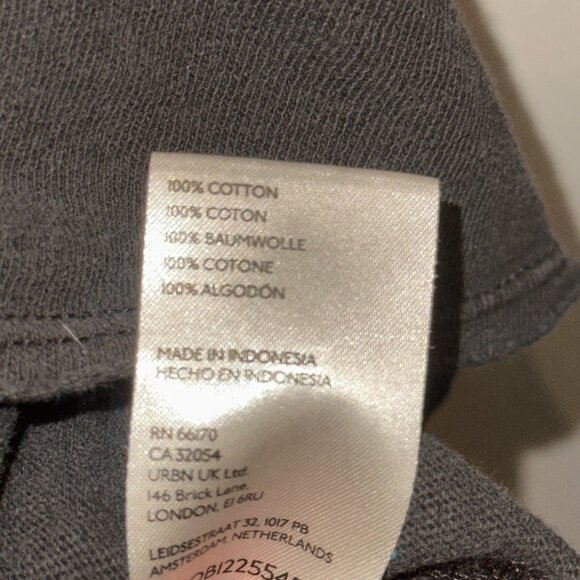 100% COTTON
100% COTON
100% BAUMWOLLE
100% COTONE
100% ALGODÓN
MADE IN INDONESIA
HECHO EN INDONESIA
RN 66170
CA 32054
URBN UK Ltd.
146 Brick Lane,
LONDON, E1 6RU
LEIDSESTRAAT 32, 1017 PB
AMSTERDAM, NETHERLANDS